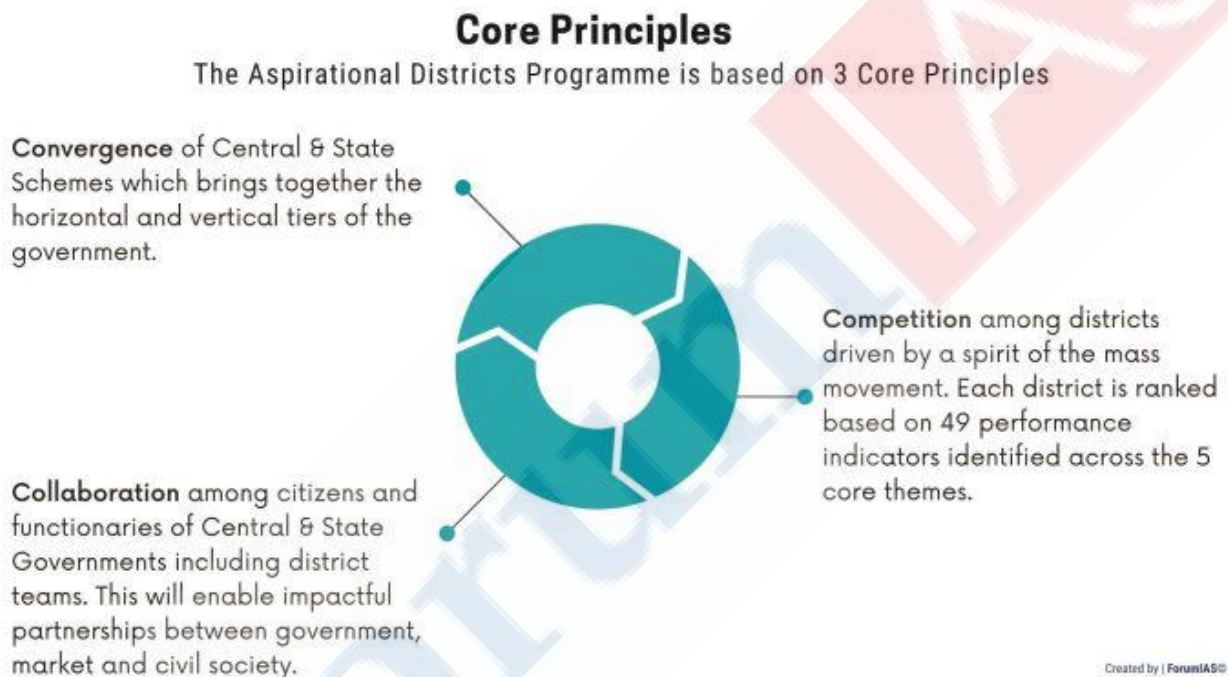 Core Principles
The Aspirational Districts Programme is based on 3 Core Principles
Convergence of Central & State
Schemes which brings together the
horizontal and vertical tiers of the
government.
Competition among districts
driven by a spirit of the mass
movement. Each district is ranked
based on 49 performance
indicators identified across the 5
core themes.
Collaboration among citizens and
functionaries of Central & State
Governments including district
teams. This will enable impactful
partnerships between government,
market and civil society.
Created by | ForumIAS©